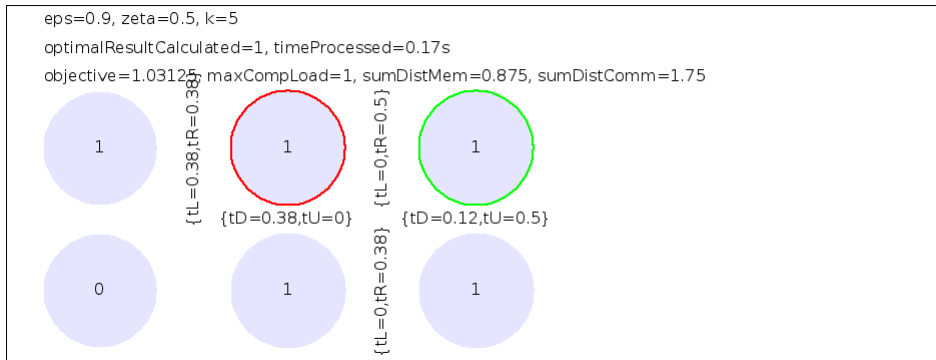 eps=0.9, zeta=0.5, k=5
optimalResultCalculated=1, timeProcessed=0.17s
objective=1.03125, maxCompLoad=1, sumDistMem=0.875, sumDistComm=1.75
1
{tL=0.38,tR=0.38}
1
{tL=0,tR=0.5}
1
{tD=0.38,tU=0}
{tD=0.12,tU=0.5}
0
1
{tL=0,tR=0.38}
1